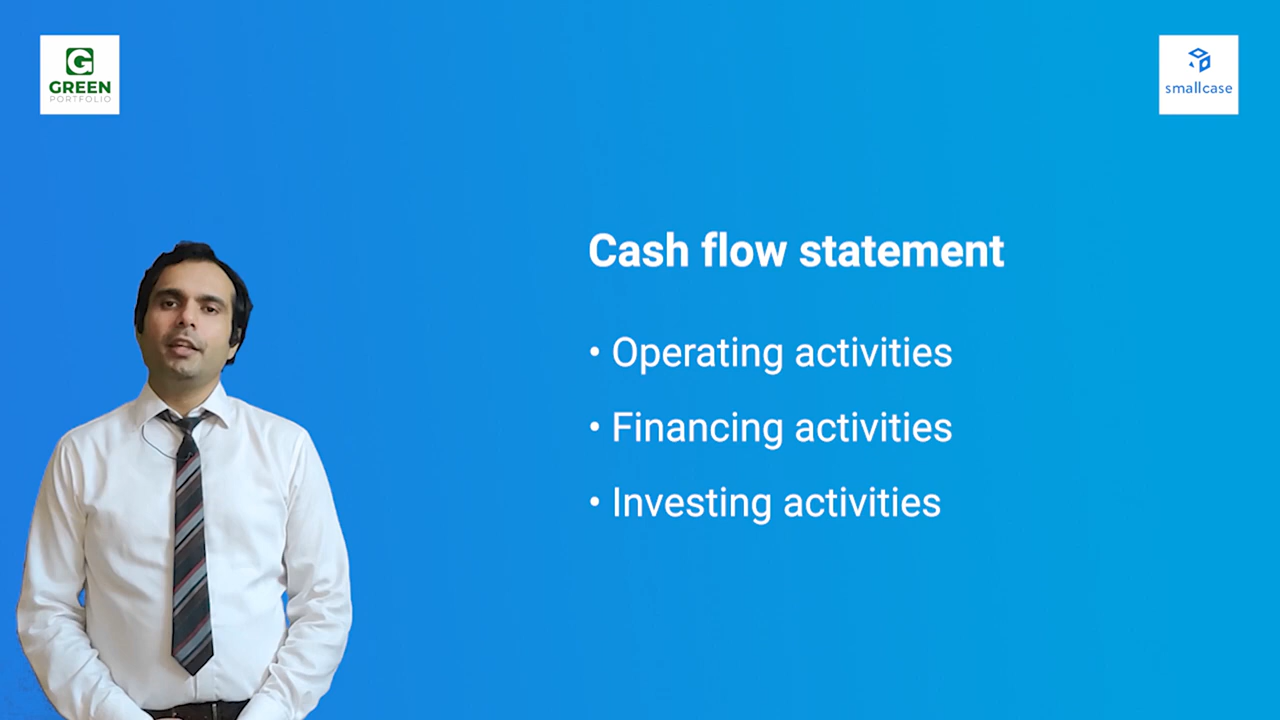 G
GREEN
PORTFOLIO
smallcase
Cash flow statement
• Operating activities
• Financing activities
• Investing activities